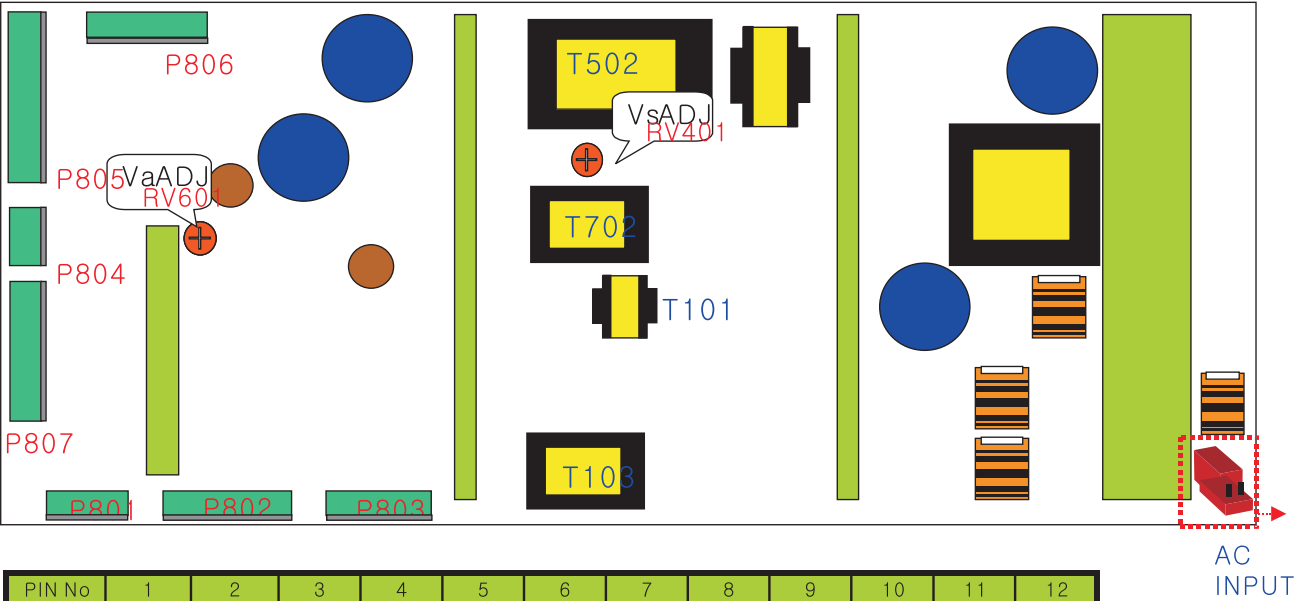 P806
T502
VsADJ
RV401
P805
VaADJ
RV601
T702
P804
T101
P807
T103
P801
P802
P803
AC
INPUT
PIN No 1 2 3 4 5 6 7 8 9 10 11 12